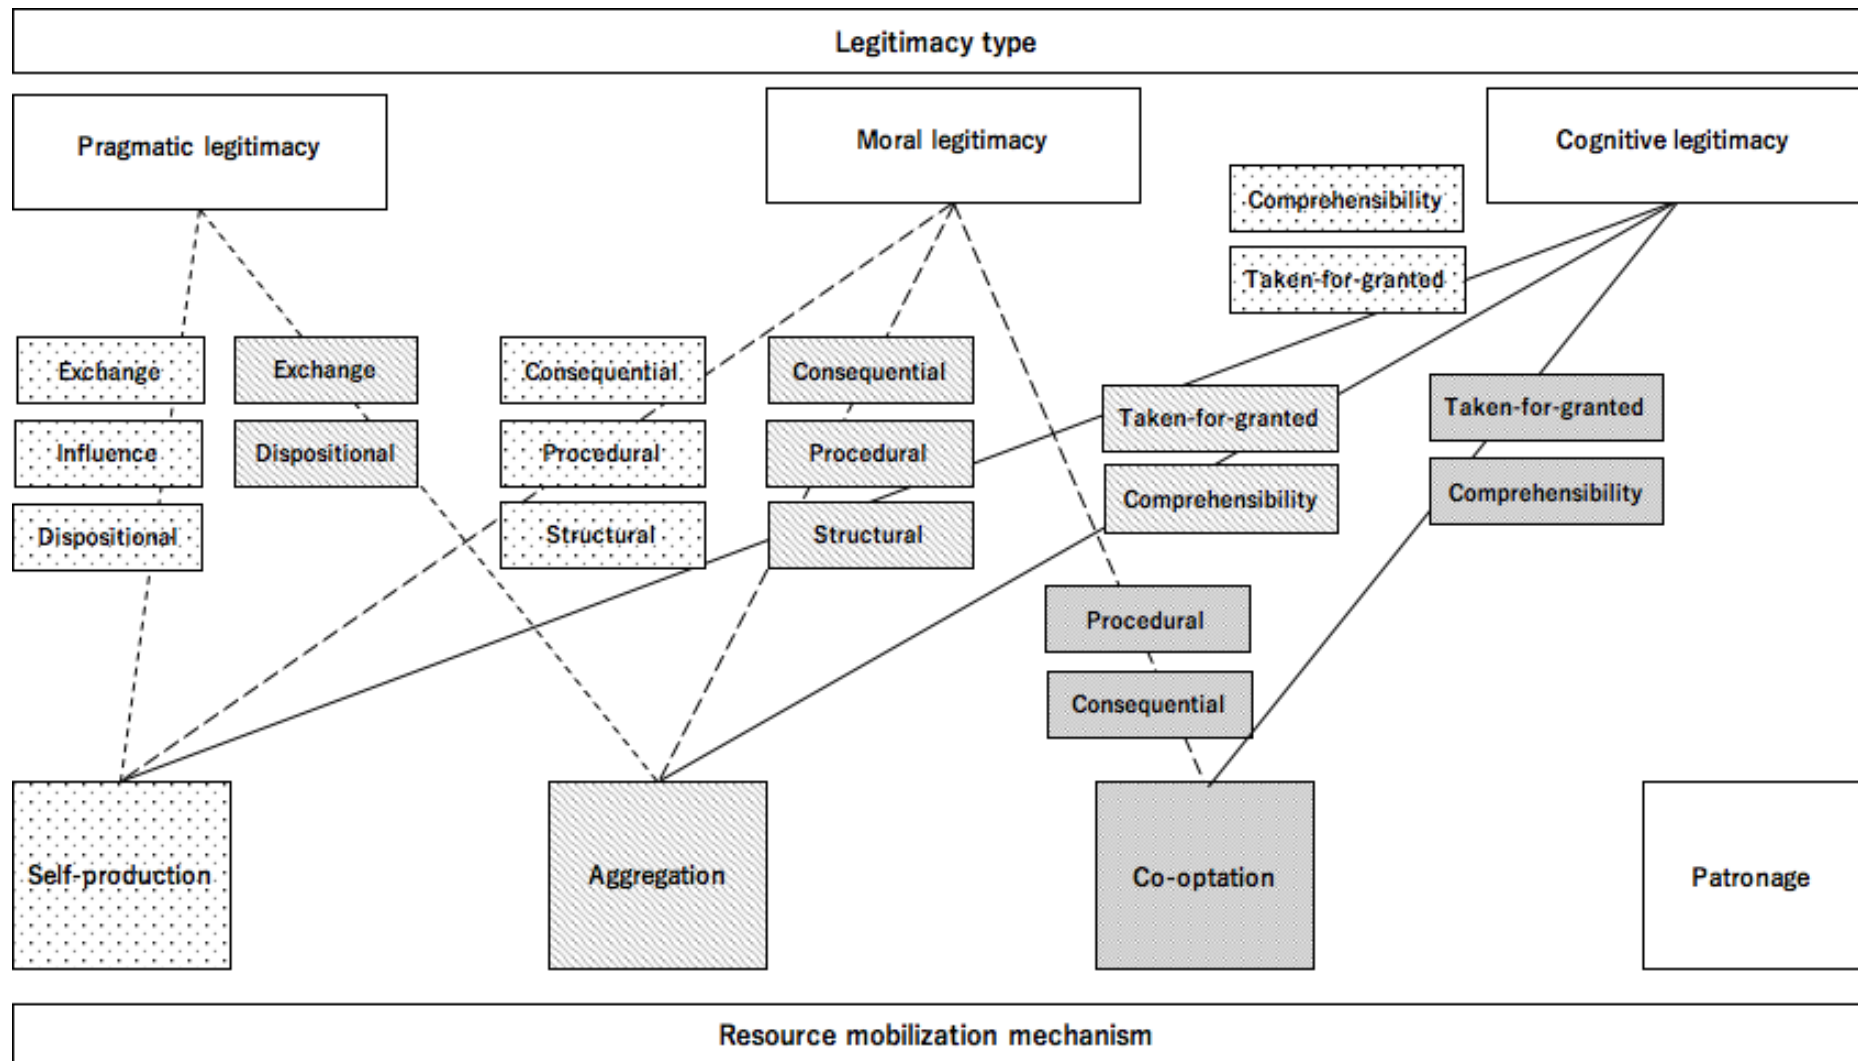 Legitimacy type
Pragmatic legitimacy
Moral legitimacy
Cognitive legitimacy
Comprehensibility
Taken-for-granted
Exchange
Exchange
Consequential
Consequential
Taken-for-granted
Taken-for-granted
Influence
Dispositional
Procedural
Procedural
Comprehensibility
Comprehensibility
Dispositional
Structural
Structural
Procedural
Consequential
Self-production
Aggregation
Co-optation
Patronage
Resource mobilization mechanism